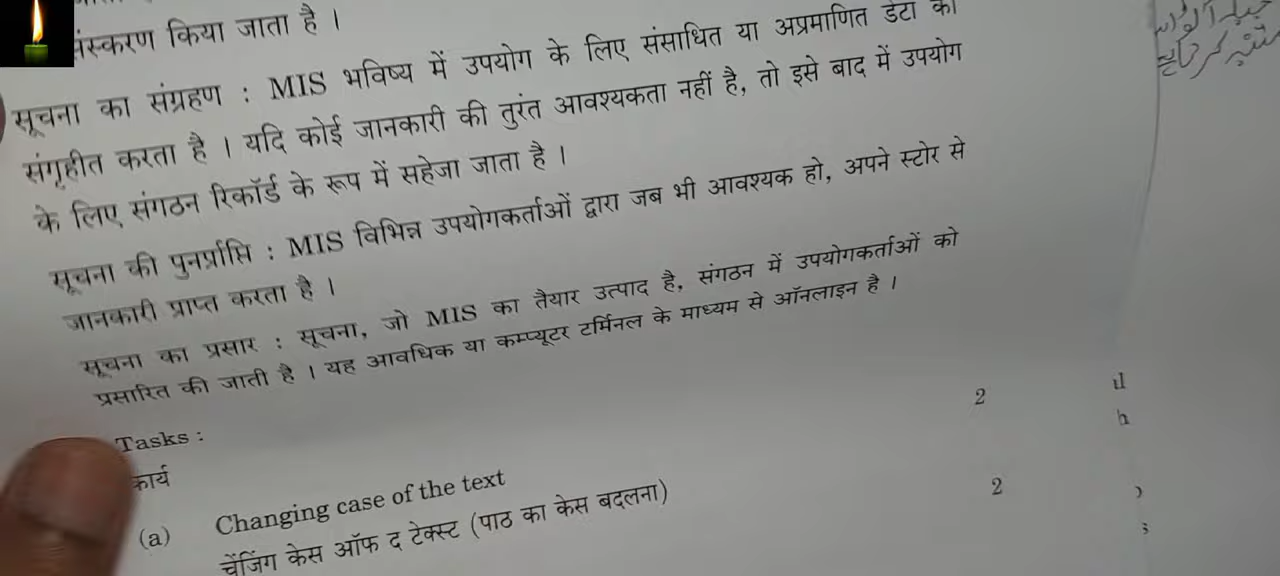 संस्करण किया जाता है ।
सूचना का संग्रहण : MIS भविष्य में उपयोग के लिए संसाधित या अप्रमाणित डेटा को
संगृहीत करता है । यदि कोई जानकारी की तुरंत आवश्यकता नहीं है, तो इसे बाद में उपयोग
के लिए संगठन रिकॉर्ड के रूप में सहेजा जाता है ।
सूचना की पुनर्प्राप्ति : MIS विभिन्न उपयोगकर्ताओं द्वारा जब भी आवश्यक हो, अपने स्टोर से
जानकारी प्राप्त करता है ।
सूचना का प्रसार : सूचना, जो MIS का तैयार उत्पाद है, संगठन में उपयोगकर्ताओं को
प्रसारित की जाती है । यह आवधिक या कम्प्यूटर टर्मिनल के माध्यम से ऑनलाइन है ।
Tasks : 2
कार्य
(a) Changing case of the text 2
चेंजिंग केस ऑफ द टेक्स्ट (पाठ का केस बदलना)